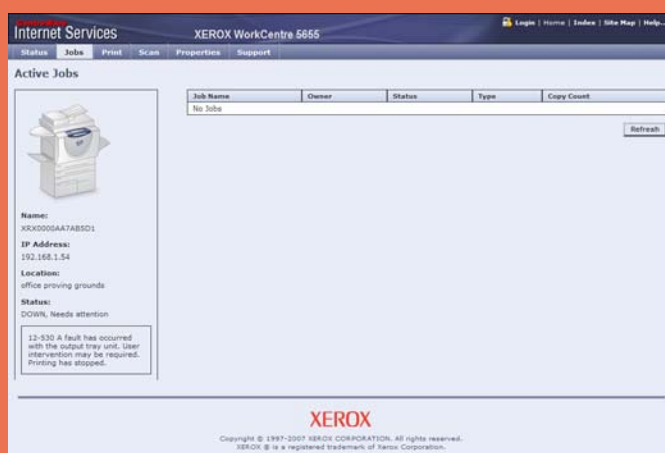 CentreWare
Internet Services
XEROX WorkCentre 5655
Login | Home | Index | Site Map | Help...
Status Jobs Print Scan Properties Support
Active Jobs
Job Name Owner Status Type Copy Count
No Jobs
Refresh
Name:
XRX0000AA7AB5D1
IP Address:
192.168.1.54
Location:
office proving grounds
Status:
DOWN, Needs attention
12-530 A fault has occurred
with the output tray unit. User
intervention may be required.
Printing has stopped.
XEROX
Copyright © 1997-2007 XEROX CORPORATION. All rights reserved.
XEROX ® is a registered trademark of Xerox Corporation.